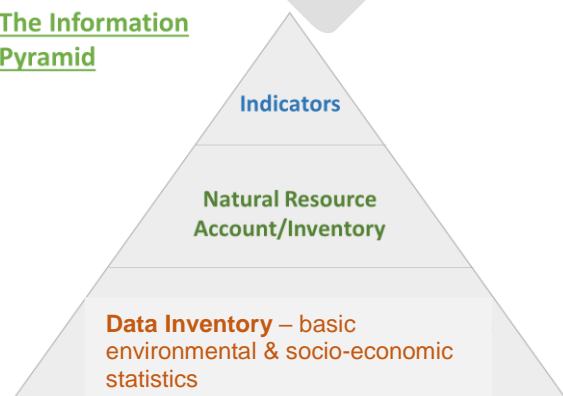 The Information
Pyramid
Indicators
Natural Resource
Account/Inventory
Data Inventory – basic
environmental & socio-economic
statistics